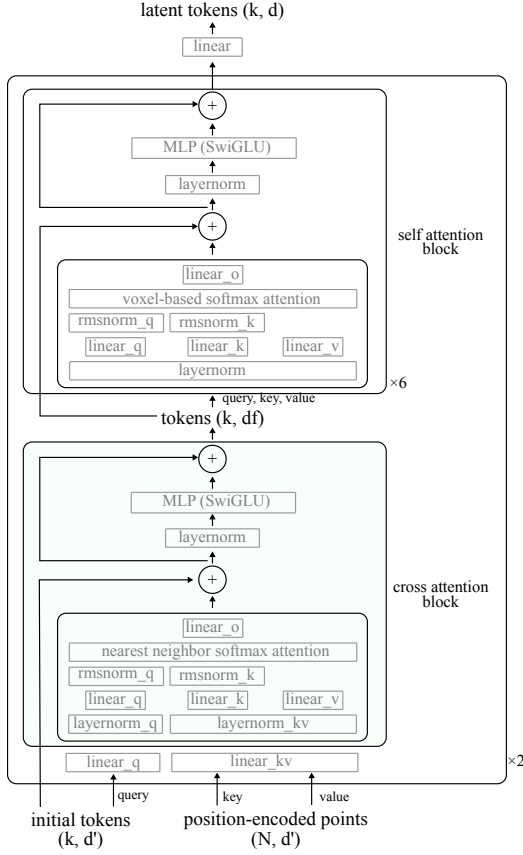 latent tokens (k, d)
linear
+
MLP (SwiGLU)
layernorm
+
self attention
block
linear_o
voxel-based softmax attention
rmsnorm_q rmsnorm_k
linear_q linear_k linear_v
layernorm
×6
query, key, value
tokens (k, df)
+
MLP (SwiGLU)
layernorm
+
cross attention
block
linear_o
nearest neighbor softmax attention
rmsnorm_q rmsnorm_k
linear_q linear_k linear_v
layernorm_q layernorm_kv
linear_q linear_kv
×2
query key value
initial tokens position-encoded points
(k, d') (N, d')